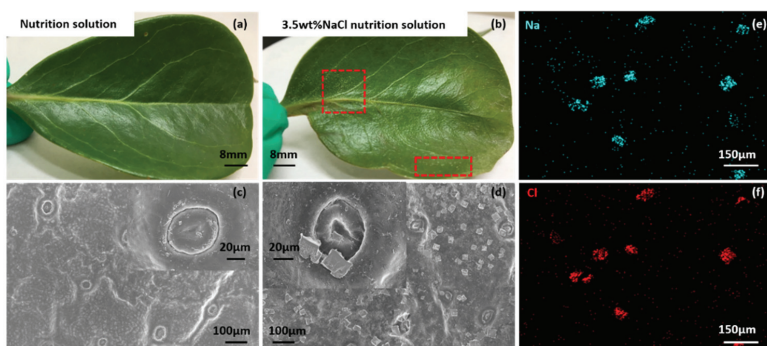 Nutrition solution
(a)
8mm
3.5wt%NaCl nutrition solution
(b)
8mm
Na
(e)
150μm
(c)
20μm
100μm
(d)
20μm
100μm
Cl
(f)
150μm